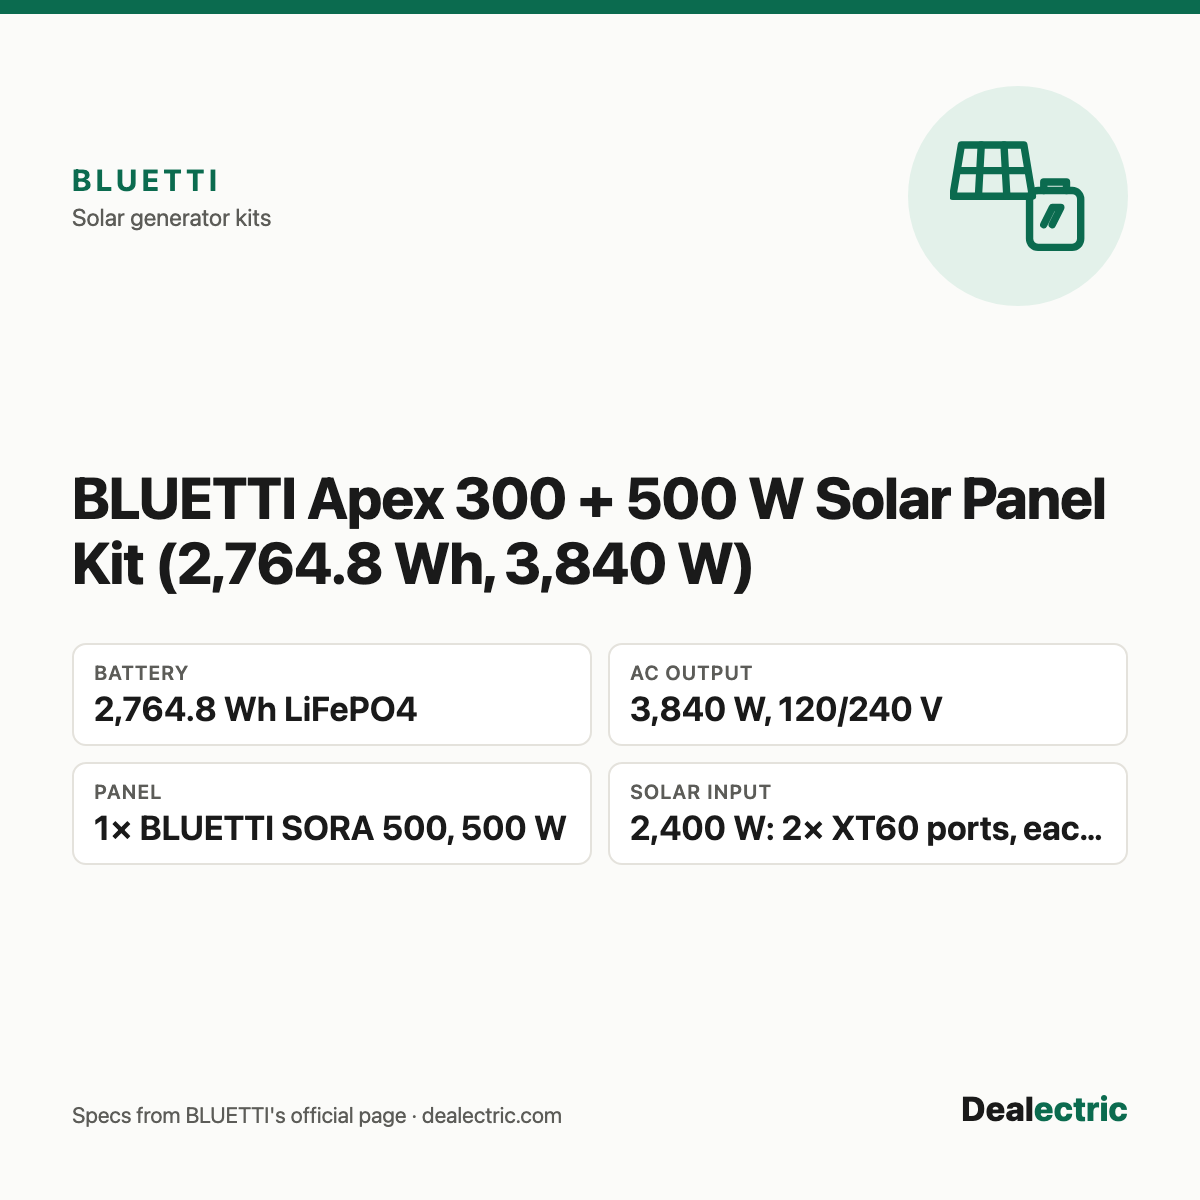 BLUETTI
Solar generator kits
BLUETTI Apex 300 + 500 W Solar Panel
Kit (2,764.8 Wh, 3,840 W)
BATTERY
2,764.8 Wh LiFePO4
AC OUTPUT
3,840 W, 120/240 V
PANEL
1× BLUETTI SORA 500, 500 W
SOLAR INPUT
2,400 W: 2× XT60 ports, eac…
Specs from BLUETTI's official page · dealectric.com
Dealectric